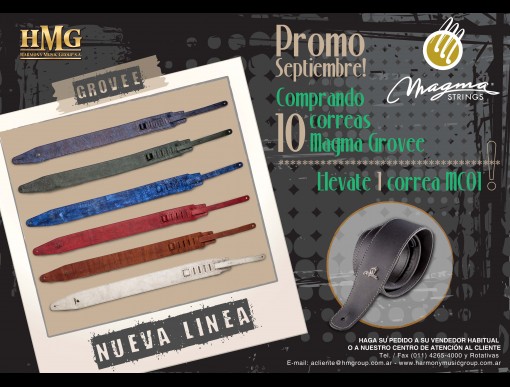 HMG
HARMONY MUSIC GROUP S.A.
GROVEE
Promo
Septiembre!
Magma
STRINGS
Comprando
10 correas
Magma Grovee
Llevate 1 correa MC01!
NUEVA LINEA
HAGA SU PEDIDO A SU VENDEDOR HABITUAL
O A NUESTRO CENTRO DE ATENCIÓN AL CLIENTE
Tel. / Fax (011) 4265-4000 y Rotativas
E-mail: acliente@hmgroup.com.ar - www.harmonymusicgroup.com.ar